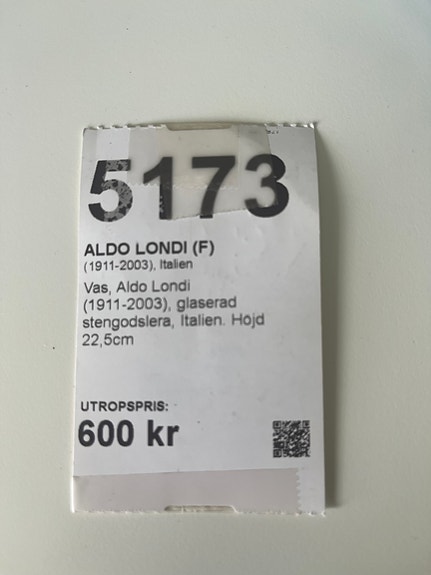 5173
ALDO LONDI (F)
(1911-2003), Italien
Vas, Aldo Londi
(1911-2003), glaserad
stengodslera, Italien. Höjd
22,5cm
UTROPSPRIS:
600 kr